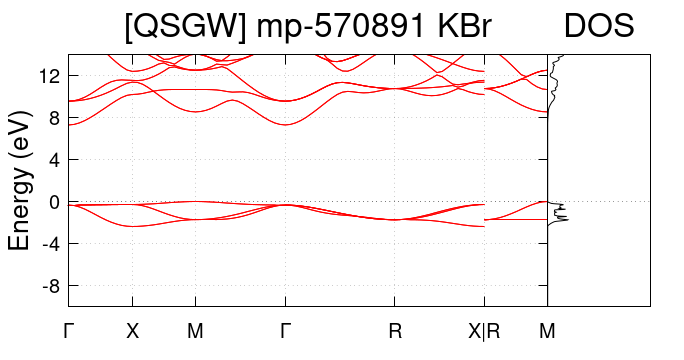 [QSGW] mp-570891 KBr DOS
Energy (eV)
12
8
4
0
-4
-8
Γ X M Γ R X|R M